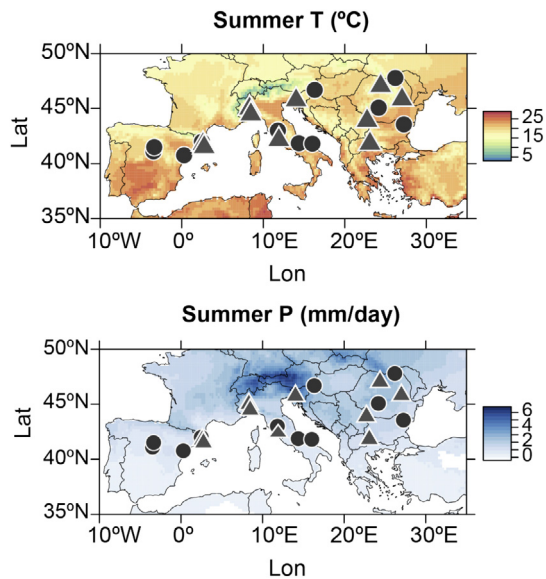 Summer T (ºC)
50ºN
45ºN
40ºN
35ºN
Lat
10ºW 0º 10ºE 20ºE 30ºE
Lon
25
15
5
Summer P (mm/day)
50ºN
45ºN
40ºN
35ºN
Lat
10ºW 0º 10ºE 20ºE 30ºE
Lon
6
4
2
0